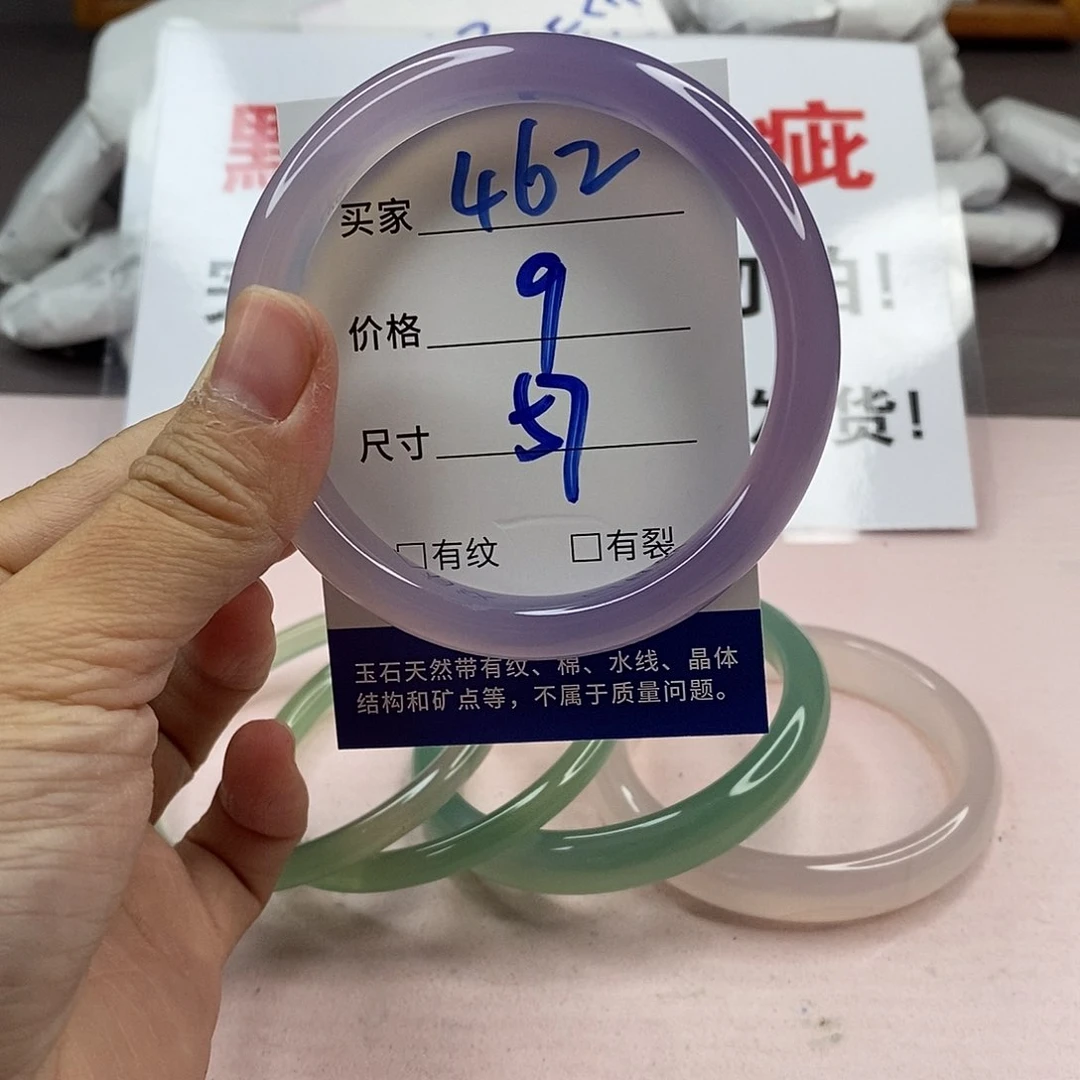 疵
买家 462
拍!
价格 9
货!
尺寸 57
□有纹 □有裂
玉石天然带有纹、棉、水线、晶体
结构和矿点等，不属于质量问题。